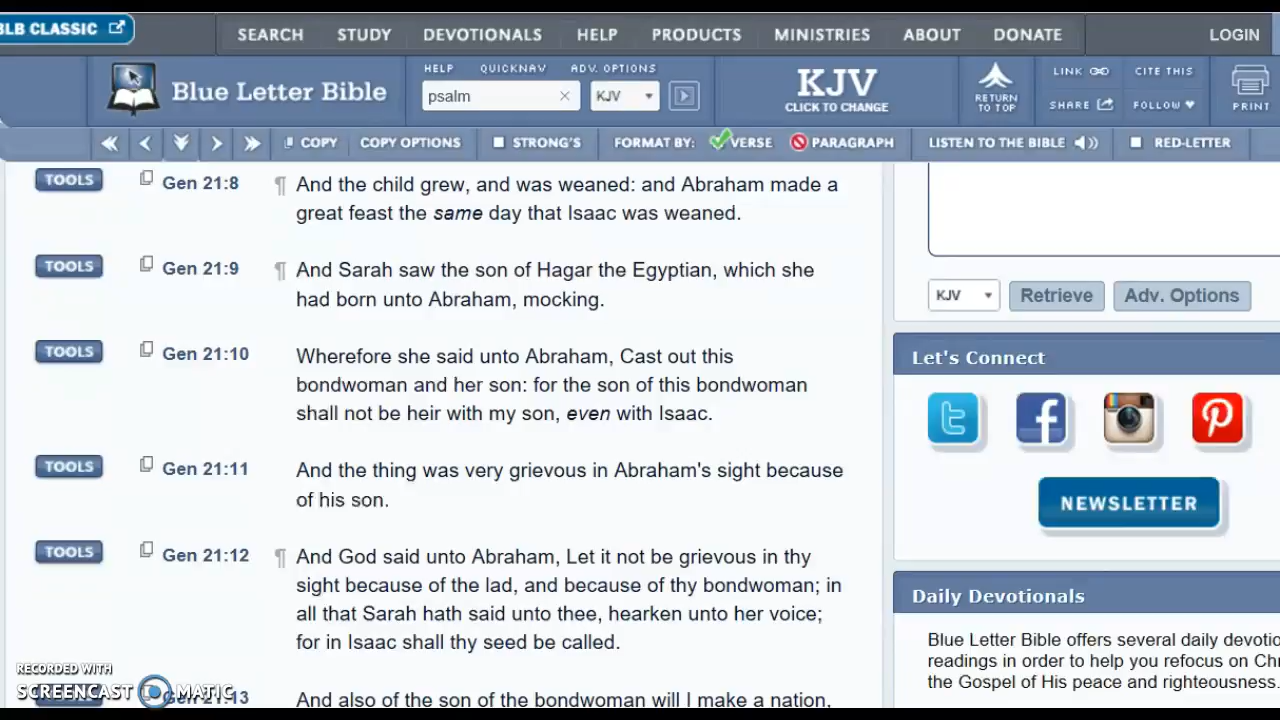 BLB CLASSIC
SEARCH STUDY DEVOTIONALS HELP PRODUCTS MINISTRIES ABOUT DONATE LOGIN
HELP QUICKNAV ADV. OPTIONS
Blue Letter Bible
psalm × KJV
KJV
CLICK TO CHANGE
RETURN
TO TOP
LINK CITE THIS
SHARE FOLLOW
PRINT
COPY COPY OPTIONS STRONG'S FORMAT BY: VERSE PARAGRAPH LISTEN TO THE BIBLE RED-LETTER
TOOLS Gen 21:8 ¶ And the child grew, and was weaned: and Abraham made a
great feast the same day that Isaac was weaned.
TOOLS Gen 21:9 ¶ And Sarah saw the son of Hagar the Egyptian, which she
had born unto Abraham, mocking.
TOOLS Gen 21:10 Wherefore she said unto Abraham, Cast out this
bondwoman and her son: for the son of this bondwoman
shall not be heir with my son, even with Isaac.
TOOLS Gen 21:11 And the thing was very grievous in Abraham's sight because
of his son.
TOOLS Gen 21:12 ¶ And God said unto Abraham, Let it not be grievous in thy
sight because of the lad, and because of thy bondwoman; in
all that Sarah hath said unto thee, hearken unto her voice;
for in Isaac shall thy seed be called.
Gen 21:13 And also of the son of the bondwoman will I make a nation,
KJV Retrieve Adv. Options
Let's Connect
NEWSLETTER
Daily Devotionals
Blue Letter Bible offers several daily
readings in order to help you refocus on
the Gospel of His peace and righteousness.
RECORDED WITH
SCREENCAST MATIC